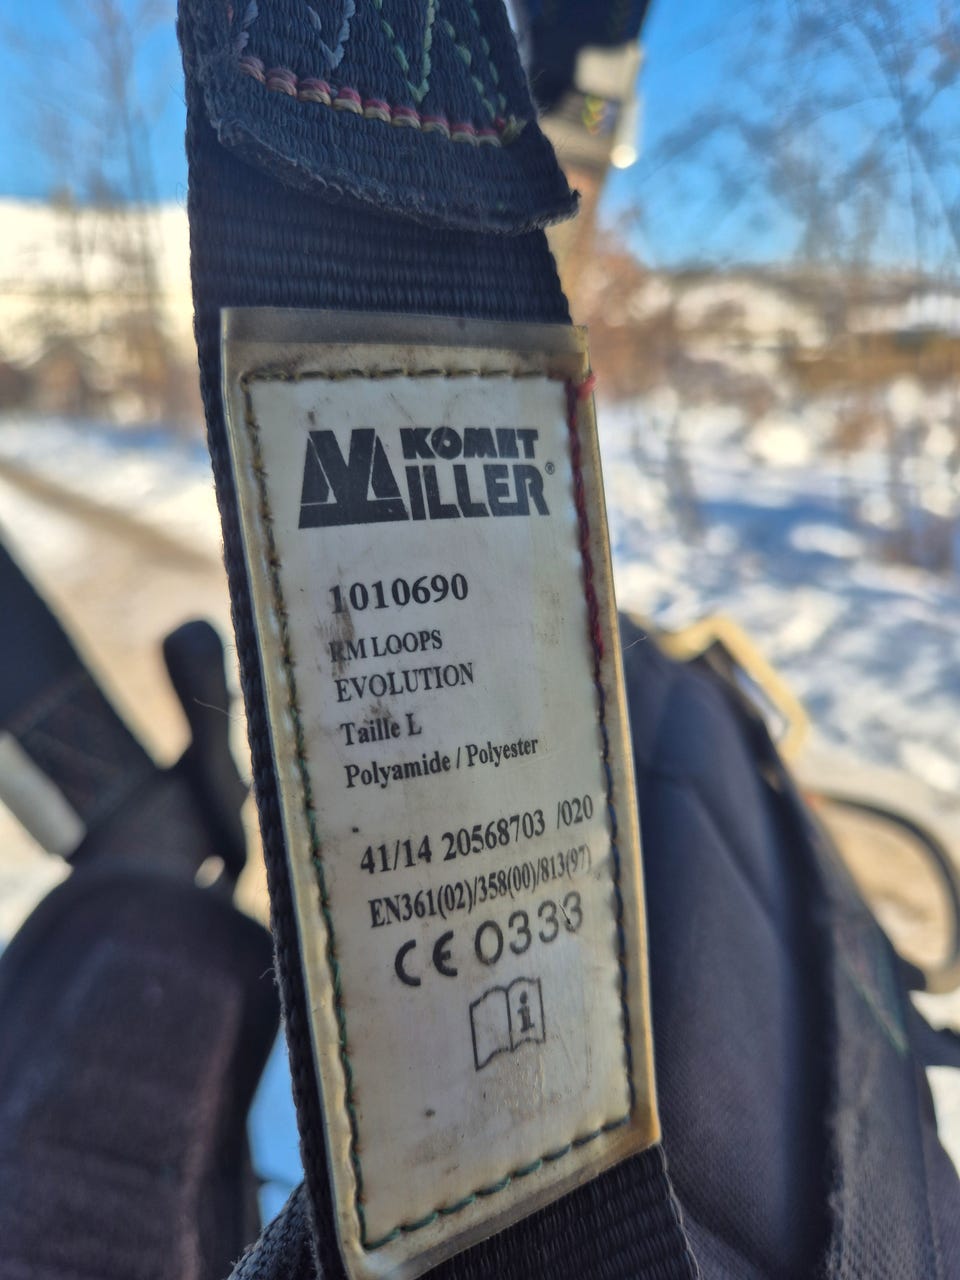 KOMET
MILLER®
1010690
RM LOOPS
EVOLUTION
Taille L
Polyamide / Polyester
41/14 20568703 /020
EN361(02)/358(00)/813(97)
CE 0333
i